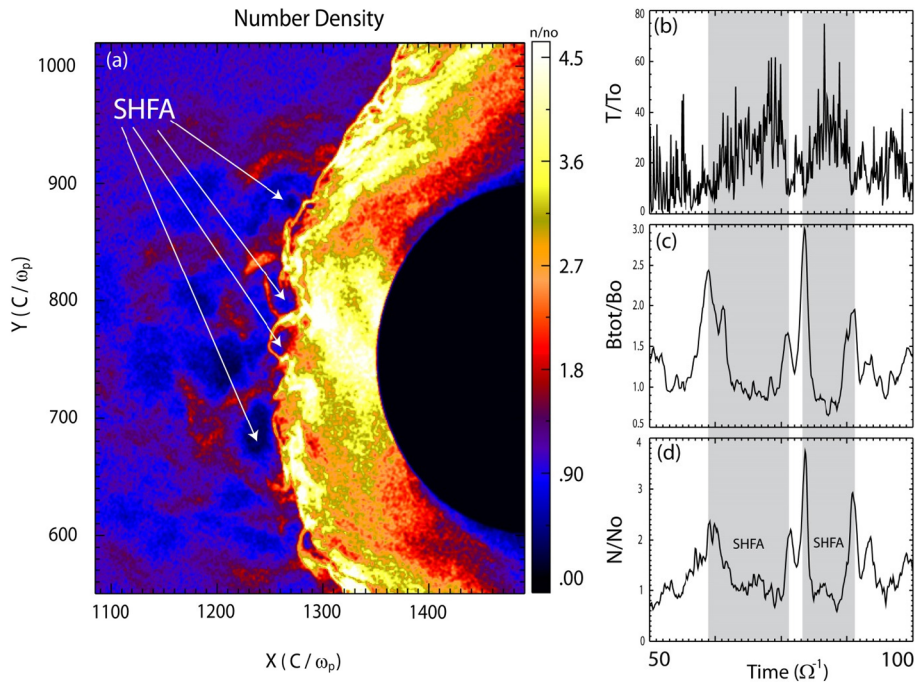 Number Density
n/no
(a)
SHFA
1000
900
800
700
600
Y ( C / ωp )
1100
1200
1300
1400
X ( C / ωp )
4.5
3.6
2.7
1.8
.90
.00
(b)
T/To
80
60
40
20
0
(c)
Btot/Bo
3.0
2.5
2.0
1.5
1.0
0.5
(d)
N/No
4
3
2
1
0
SHFA
SHFA
50
100
Time (Ω⁻¹)